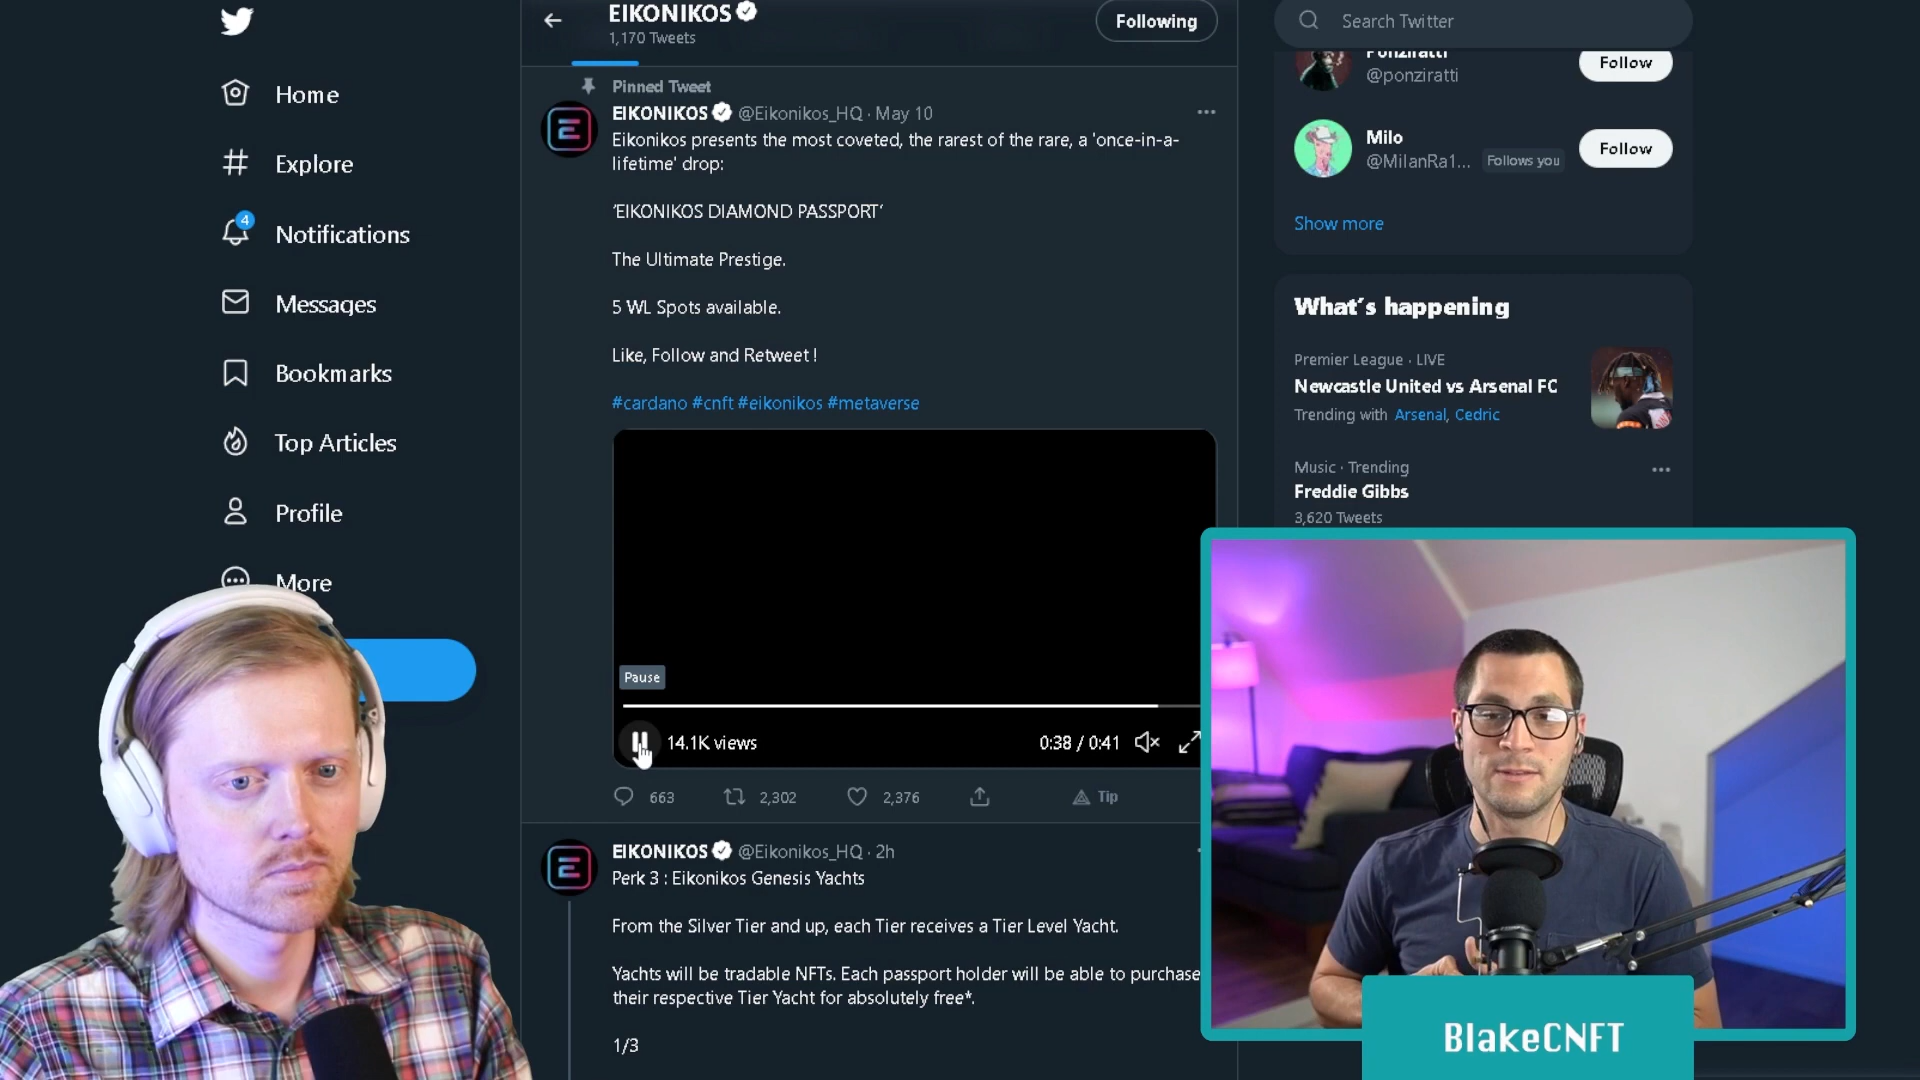 Home
Explore
4
Notifications
Messages
Bookmarks
Top Articles
Profile
More
EIKONIKOS
1,170 Tweets
Following
Pinned Tweet
EIKONIKOS @Eikonikos_HQ · May 10
Eikonikos presents the most coveted, the rarest of the rare, a 'once-in-a-
lifetime' drop:
'EIKONIKOS DIAMOND PASSPORT'
The Ultimate Prestige.
5 WL Spots available.
Like, Follow and Retweet !
#cardano #cnft #eikonikos #metaverse
Pause
14.1K views
0:38 / 0:41
663
2,302
2,376
Tip
EIKONIKOS @Eikonikos_HQ · 2h
Perk 3 : Eikonikos Genesis Yachts
From the Silver Tier and up, each Tier receives a Tier Level Yacht.
Yachts will be tradable NFTs. Each passport holder will be able to purchase
their respective Tier Yacht for absolutely free*.
1/3
Search Twitter
Ponziratti
@ponziratti
Follow
Milo
@MilanRa1... Follows you
Follow
Show more
What's happening
Premier League · LIVE
Newcastle United vs Arsenal FC
Trending with Arsenal, Cedric
Music · Trending
Freddie Gibbs
3,620 Tweets
BlakeCNFT